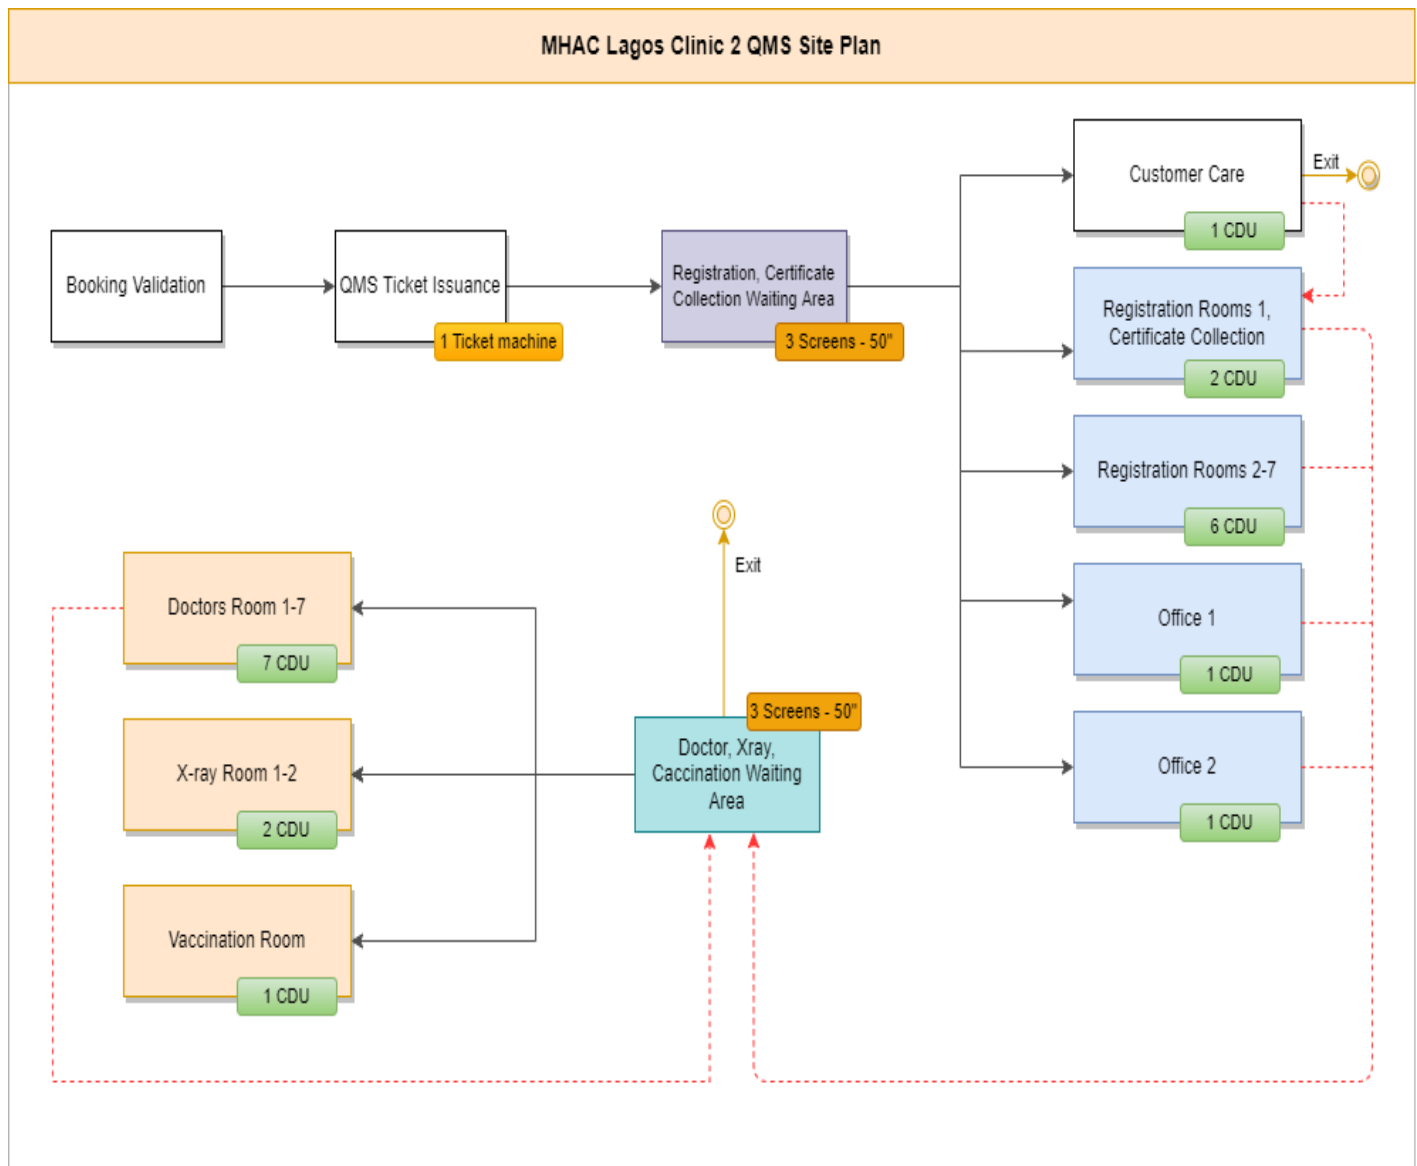 MHAC Lagos Clinic 2 QMS Site Plan
Booking Validation
QMS Ticket Issuance
1 Ticket machine
Registration, Certificate
Collection Waiting Area
3 Screens - 50"
Customer Care
1 CDU
Exit
Registration Rooms 1,
Certificate Collection
2 CDU
Registration Rooms 2-7
6 CDU
Office 1
1 CDU
Office 2
1 CDU
Exit
3 Screens - 50"
Doctor, Xray,
Caccination Waiting
Area
Doctors Room 1-7
7 CDU
X-ray Room 1-2
2 CDU
Vaccination Room
1 CDU